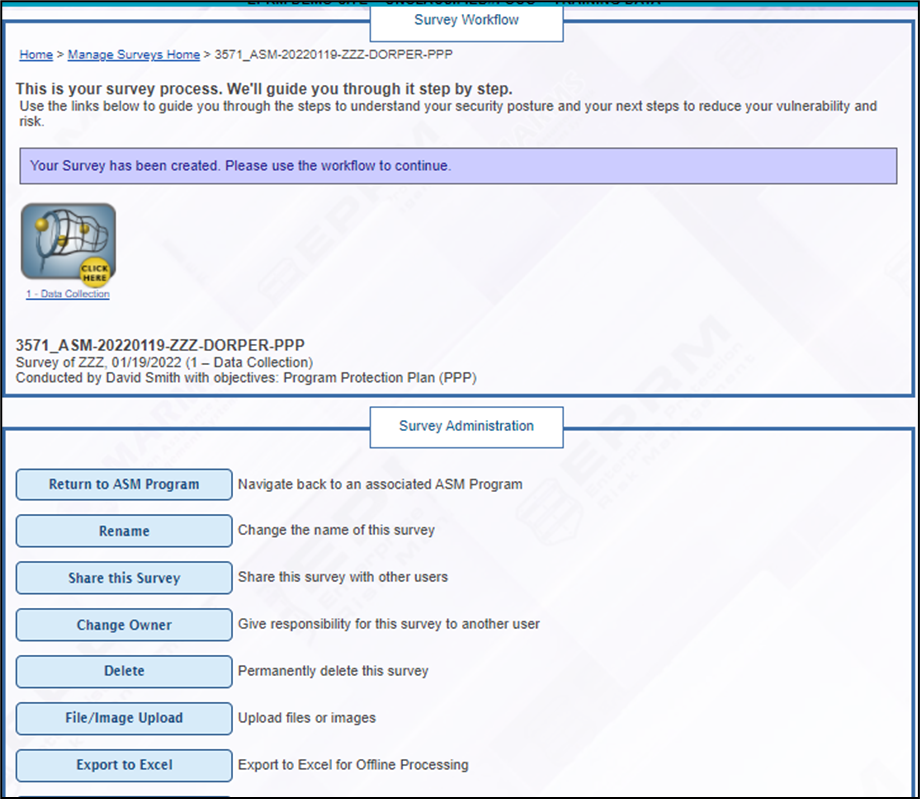 Survey Workflow
Home > Manage Surveys Home > 3571_ASM-20220119-ZZZ-DORPER-PPP
This is your survey process. We'll guide you through it step by step.
Use the links below to guide you through the steps to understand your security posture and your next steps to reduce your vulnerability and
risk.
Your Survey has been created. Please use the workflow to continue.
CLICK
HERE
1 - Data Collection
3571_ASM-20220119-ZZZ-DORPER-PPP
Survey of ZZZ, 01/19/2022 (1 – Data Collection)
Conducted by David Smith with objectives: Program Protection Plan (PPP)
Survey Administration
Return to ASM Program Navigate back to an associated ASM Program
Rename Change the name of this survey
Share this Survey Share this survey with other users
Change Owner Give responsibility for this survey to another user
Delete Permanently delete this survey
File/Image Upload Upload files or images
Export to Excel Export to Excel for Offline Processing